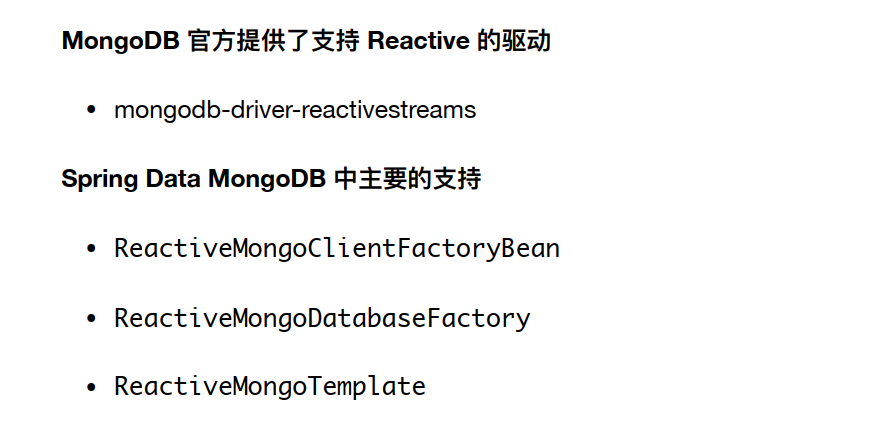 MongoDB 官方提供了支持 Reactive 的驱动
• mongodb-driver-reactivestreams
Spring Data MongoDB 中主要的支持
• ReactiveMongoClientFactoryBean
• ReactiveMongoDatabaseFactory
• ReactiveMongoTemplate